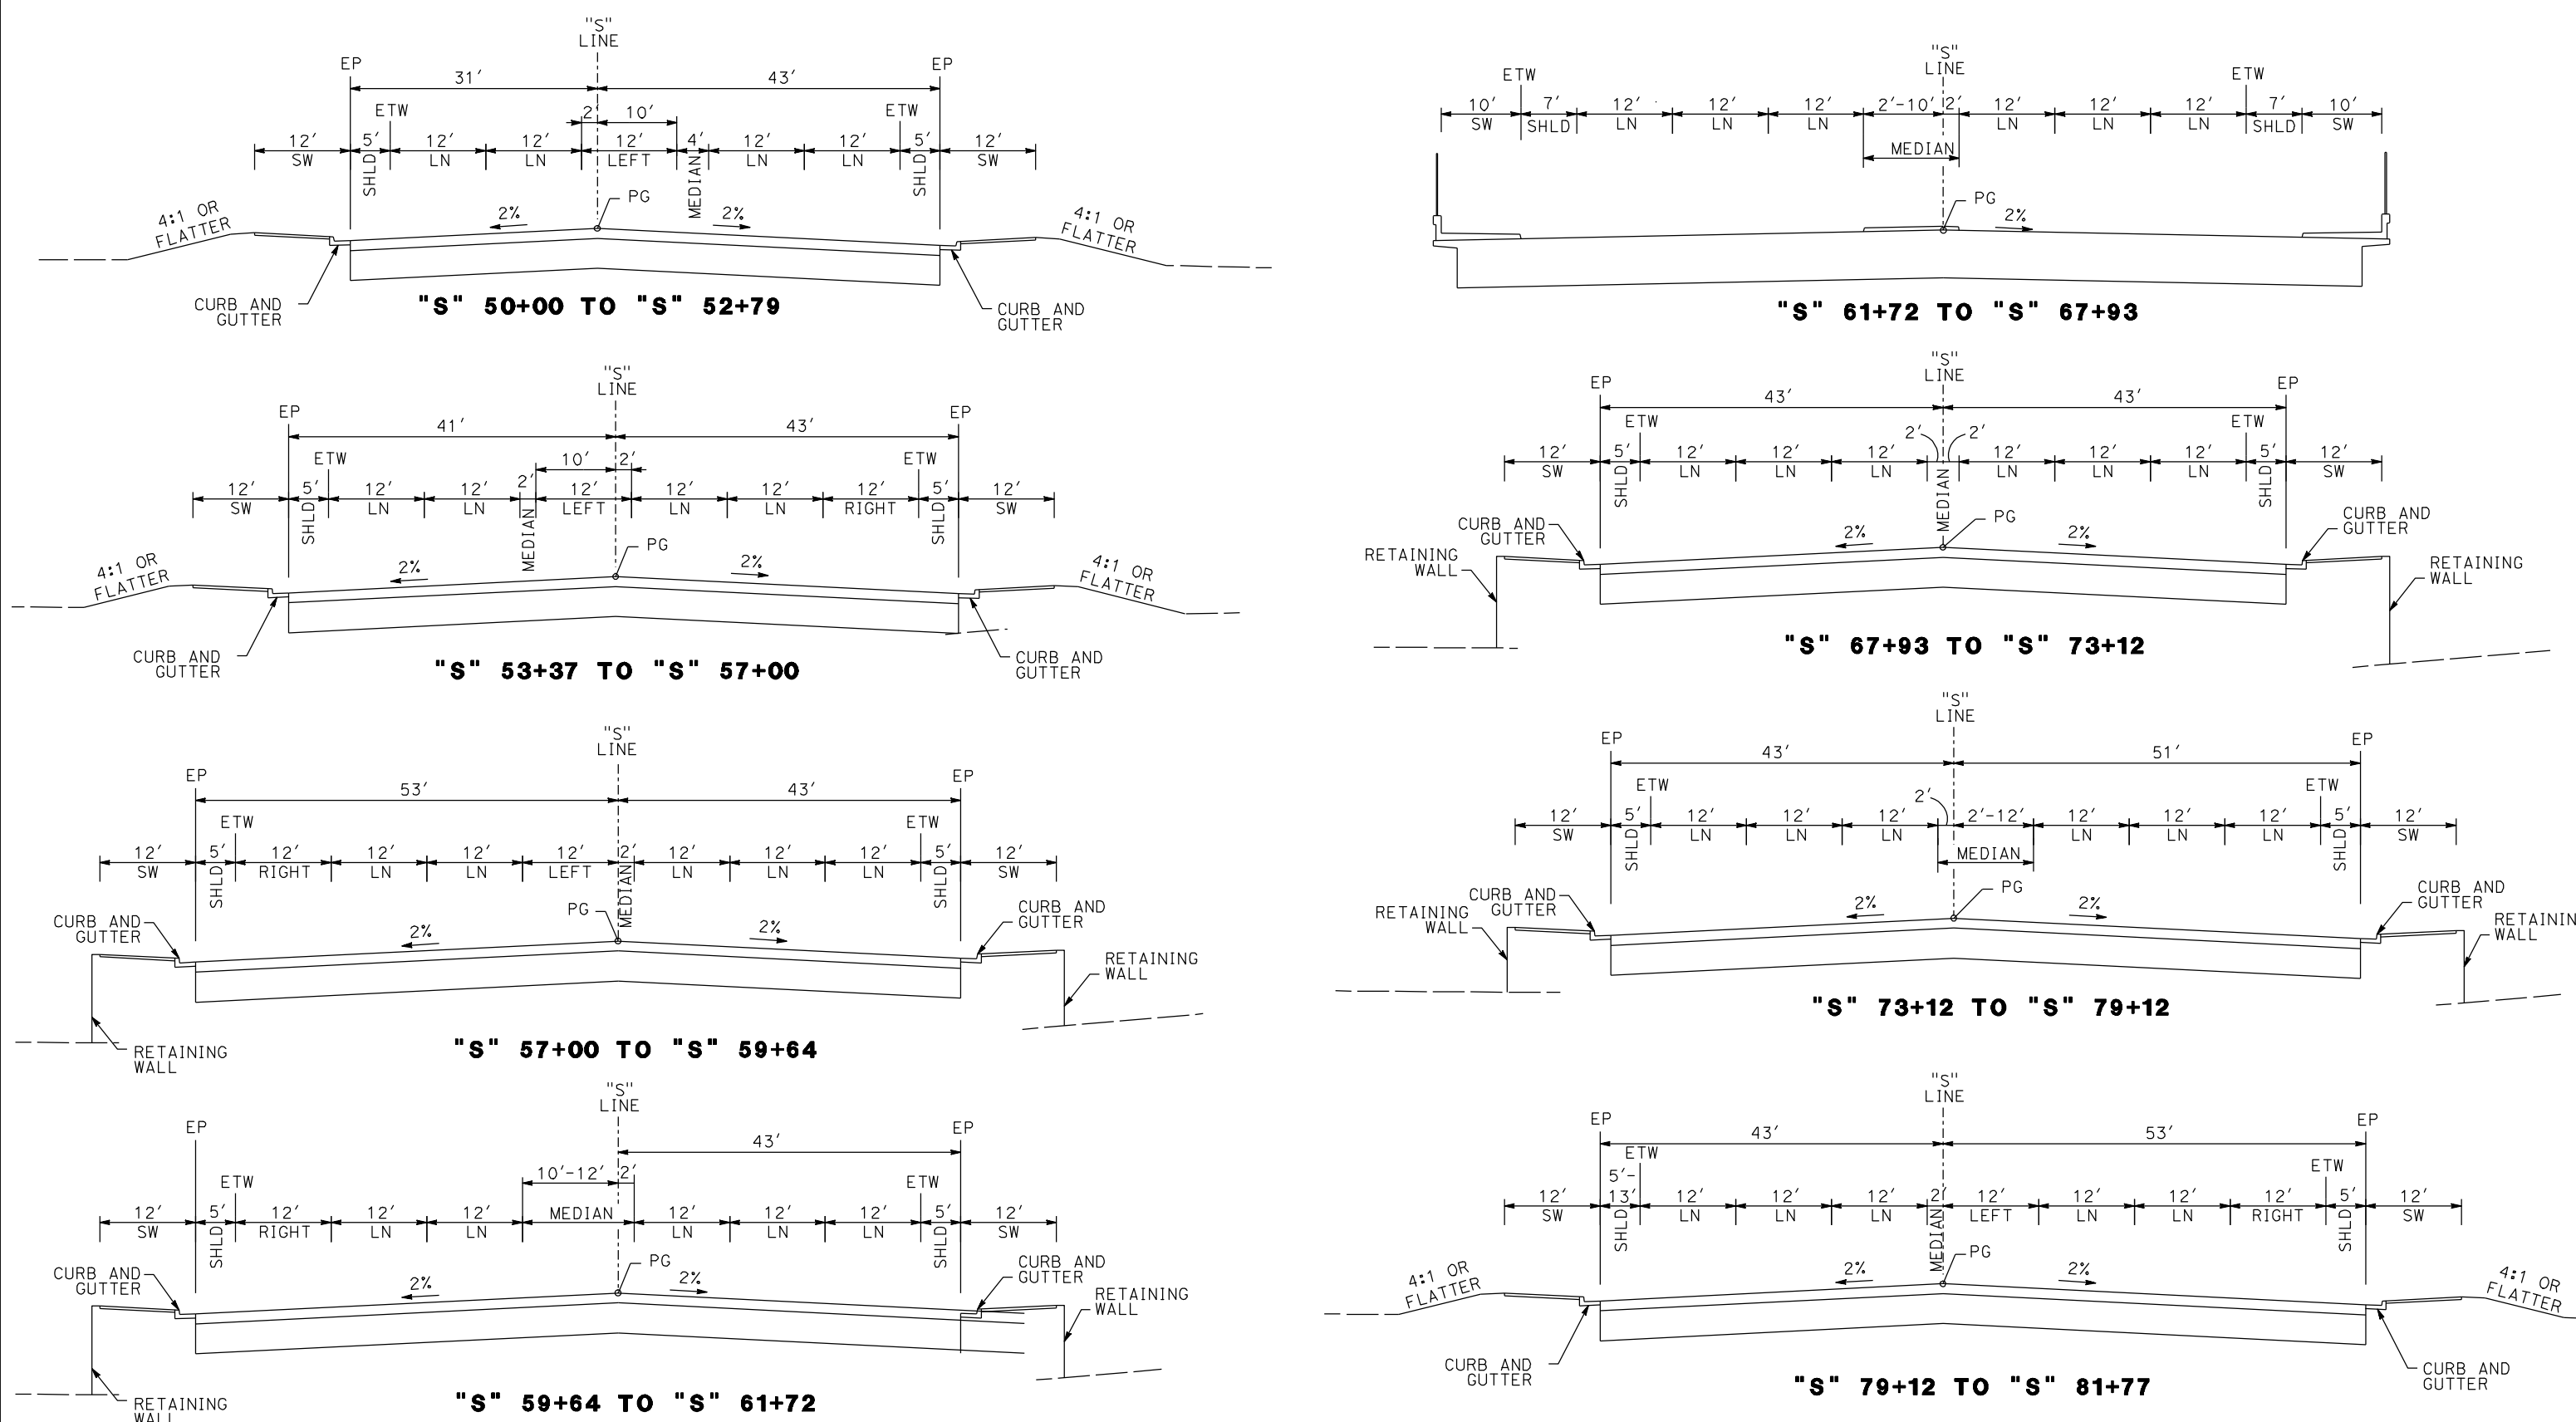 "S"
LINE
EP
EP
31'
43'
ETW
ETW
2'
10'
12' 5' 12' 12' 12' 4' 12' 12' 5' 12'
SW SHLD LN LN LEFT MEDIAN LN LN SHLD SW
PG
2%
2%
4:1 OR
FLATTER
4:1 OR
FLATTER
CURB AND
GUTTER
CURB AND
GUTTER
"S" 50+00 TO "S" 52+79
"S"
LINE
EP
EP
41'
43'
ETW
ETW
10'
2'
12' 5' 12' 12' 2' 12' 12' 12' 12' 5' 12'
SW SHLD LN LN MEDIAN LEFT LN LN RIGHT SHLD SW
PG
2%
2%
4:1 OR
FLATTER
4:1 OR
FLATTER
CURB AND
GUTTER
CURB AND
GUTTER
"S" 53+37 TO "S" 57+00
"S"
LINE
EP
EP
53'
43'
ETW
ETW
12' 5' 12' 12' 12' 12' 2' 12' 12' 12' 5' 12'
SW SHLD RIGHT LN LN LEFT MEDIAN LN LN LN SHLD SW
PG
2%
2%
CURB AND
GUTTER
CURB AND
GUTTER
RETAINING
WALL
RETAINING
WALL
"S" 57+00 TO "S" 59+64
"S"
LINE
EP
EP
43'
ETW
ETW
10'-12' 2'
12' 5' 12' 12' 12' MEDIAN 12' 12' 12' 5' 12'
SW SHLD RIGHT LN LN LN LN LN SHLD SW
PG
2%
2%
CURB AND
GUTTER
CURB AND
GUTTER
RETAINING
WALL
RETAINING
WALL
"S" 59+64 TO "S" 61+72
"S"
LINE
ETW
ETW
10' 7' 12' 12' 12' 2'-10' 2' 12' 12' 12' 7' 10'
SW SHLD LN LN LN LN LN LN SHLD SW
MEDIAN
PG
2%
"S" 61+72 TO "S" 67+93
"S"
LINE
EP
EP
43'
43'
ETW
ETW
2' 2'
12' 5' 12' 12' 12' 12' 12' 12' 5' 12'
SW SHLD LN LN LN MEDIAN LN LN LN SHLD SW
PG
2%
2%
CURB AND
GUTTER
CURB AND
GUTTER
RETAINING
WALL
RETAINING
WALL
"S" 67+93 TO "S" 73+12
"S"
LINE
EP
EP
43'
51'
ETW
ETW
2'
12' 5' 12' 12' 12' 2'-12' 12' 12' 12' 5' 12'
SW SHLD LN LN LN LN LN LN SHLD SW
MEDIAN
PG
2%
2%
CURB AND
GUTTER
CURB AND
GUTTER
RETAINING
WALL
RETAININ
WALL
"S" 73+12 TO "S" 79+12
"S"
LINE
EP
EP
43'
53'
ETW
ETW
5'-
12' 13' 12' 12' 12' 2' 12' 12' 12' 12' 5' 12'
SW SHLD LN LN LN MEDIAN LEFT LN LN RIGHT SHLD SW
PG
2%
2%
4:1 OR
FLATTER
4:1 OR
FLATTER
CURB AND
GUTTER
CURB AND
GUTTER
"S" 79+12 TO "S" 81+77